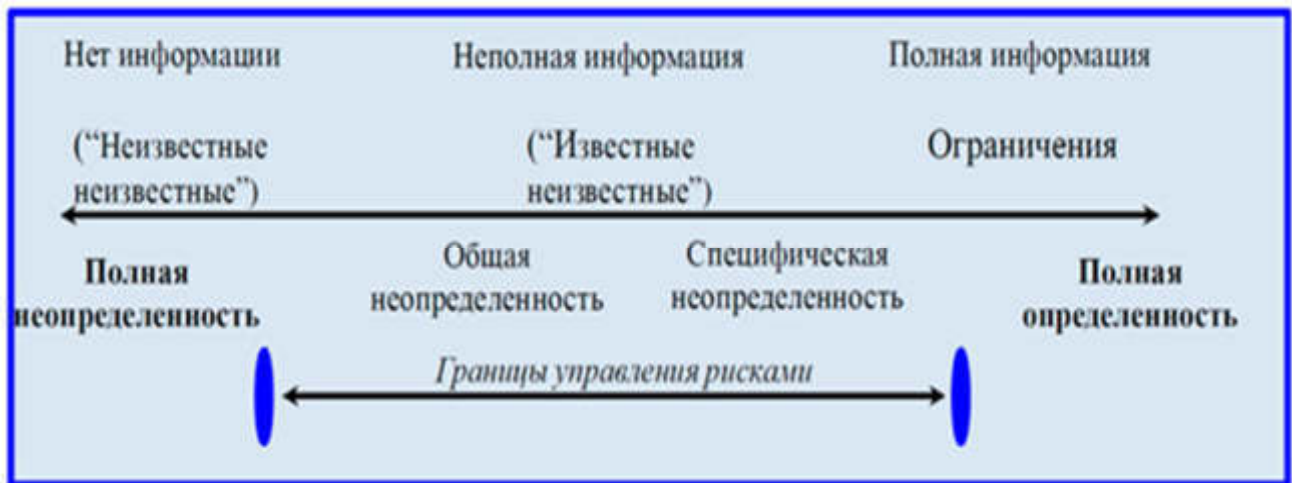 Нет информации Неполная информация Полная информация
(“Неизвестные неизвестные”) (“Известные неизвестные”) Ограничения
Полная неопределенность
Общая неопределенность
Специфическая неопределенность
Полная определенность
Границы управления рисками